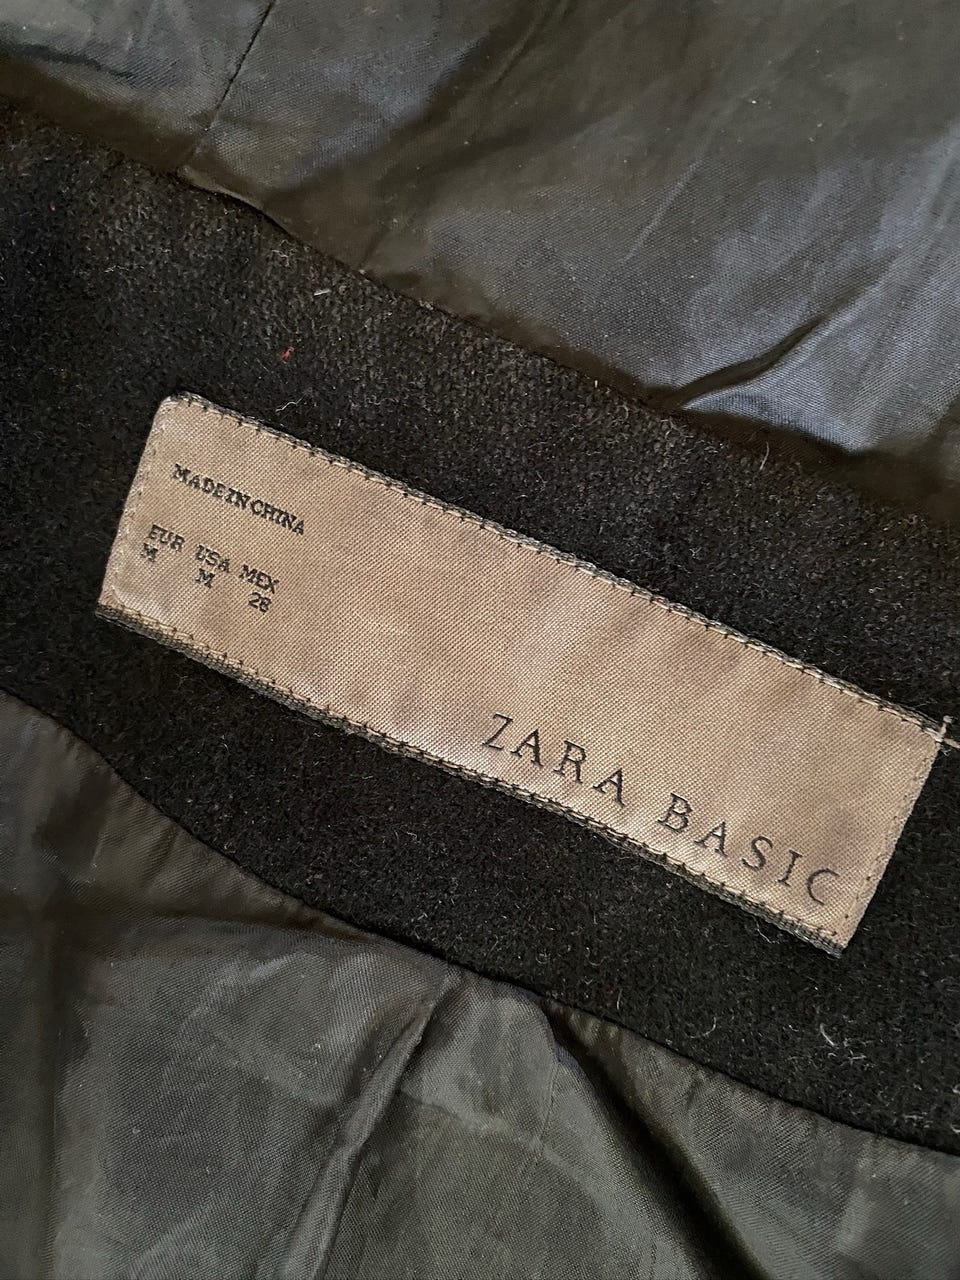 MADE IN CHINA
EUR USA MEX
M M 28
ZARA BASIC